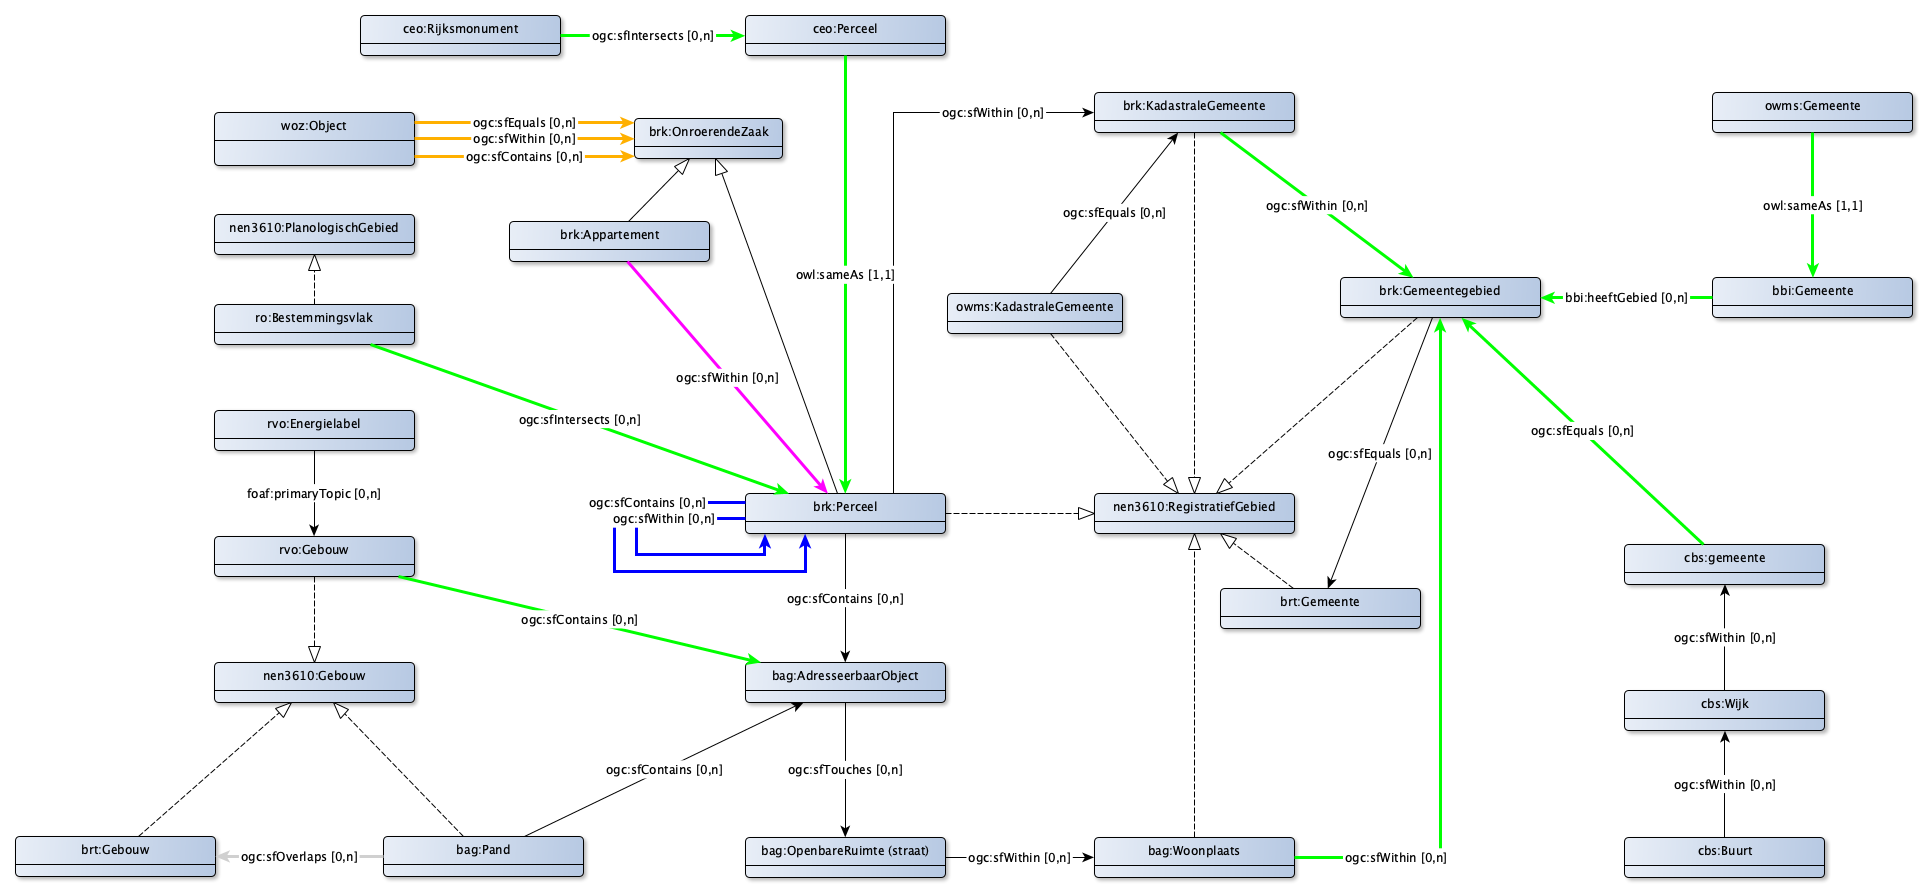 ceo:Rijksmonument
ogc:sfIntersects [0,n]
ceo:Perceel
woz:Object
ogc:sfEquals [0,n]
ogc:sfWithin [0,n]
ogc:sfContains [0,n]
brk:OnroerendeZaak
ogc:sfWithin [0,n]
brk:KadastraleGemeente
owms:Gemeente
nen3610:PlanologischGebied
brk:Appartement
ogc:sfEquals [0,n]
ogc:sfWithin [0,n]
owl:sameAs [1,1]
owl:sameAs [1,1]
ro:Bestemmingsvlak
owms:KadastraleGemeente
brk:Gemeentegebied
bbi:heeftGebied [0,n]
bbi:Gemeente
ogc:sfWithin [0,n]
ogc:sfIntersects [0,n]
rvo:Energielabel
ogc:sfEquals [0,n]
ogc:sfEquals [0,n]
foaf:primaryTopic [0,n]
ogc:sfContains [0,n]
ogc:sfWithin [0,n]
brk:Perceel
nen3610:RegistratiefGebied
rvo:Gebouw
cbs:gemeente
ogc:sfContains [0,n]
brt:Gemeente
ogc:sfContains [0,n]
ogc:sfWithin [0,n]
nen3610:Gebouw
bag:AdresseerbaarObject
cbs:Wijk
ogc:sfContains [0,n]
ogc:sfTouches [0,n]
ogc:sfWithin [0,n]
brt:Gebouw
ogc:sfOverlaps [0,n]
bag:Pand
bag:OpenbareRuimte (straat)
ogc:sfWithin [0,n]
bag:Woonplaats
ogc:sfWithin [0,n]
cbs:Buurt